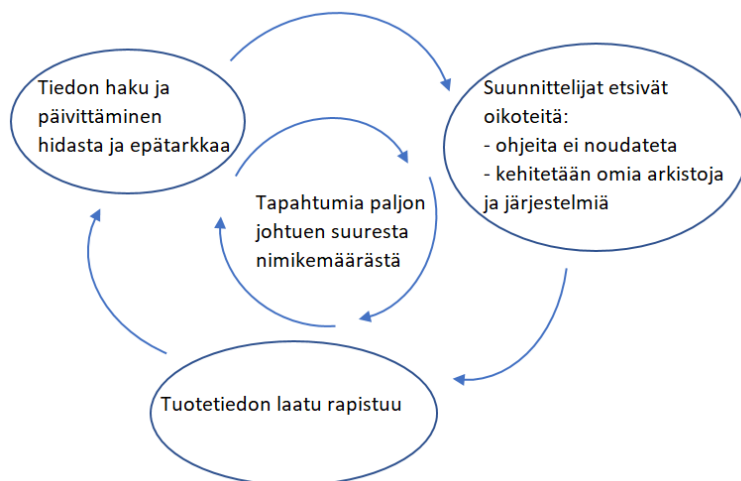 Tiedon haku ja
päivittäminen
hidasta ja epätarkkaa
Suunnittelijat etsivät
oikoteitä:
- ohjeita ei noudateta
- kehitetään omia arkistoja
ja järjestelmiä
Tapahtumia paljon
johtuen suuresta
nimikemäärästä
Tuotetiedon laatu rapistuu